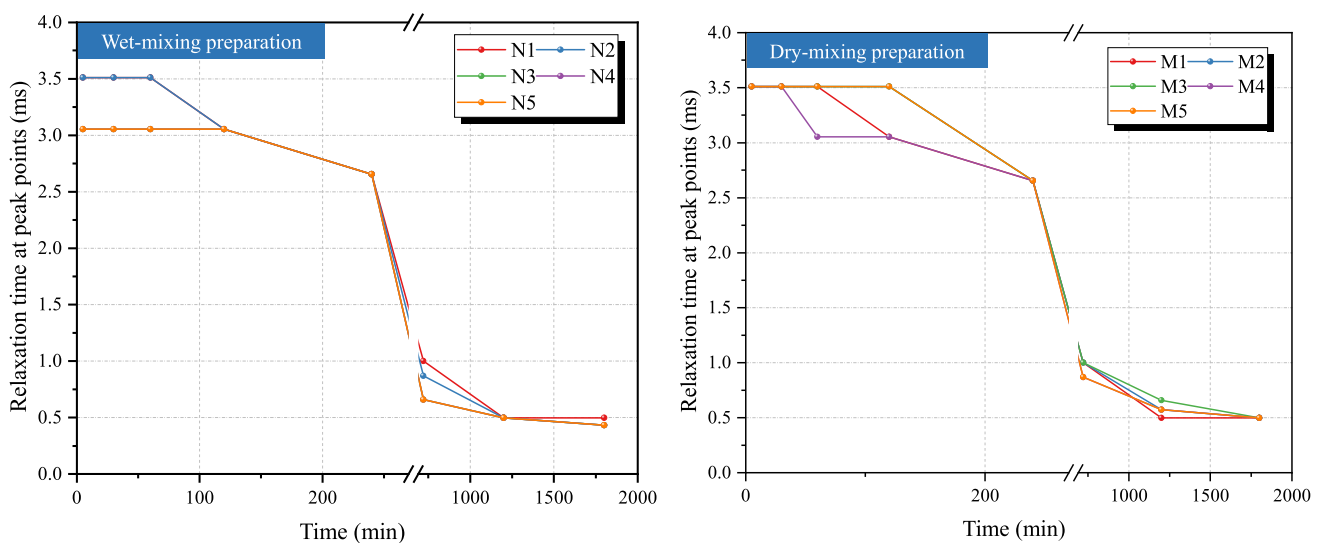 Wet-mixing preparation
N1 N2
N3 N4
N5
Relaxation time at peak points (ms)
4.0
3.5
3.0
2.5
2.0
1.5
1.0
0.5
0.0
0 100 200 1000 1500 2000
Time (min)
Dry-mixing preparation
M1 M2
M3 M4
M5
Relaxation time at peak points (ms)
4.0
3.5
3.0
2.5
2.0
1.5
1.0
0.5
0.0
0 200 1000 1500 2000
Time (min)